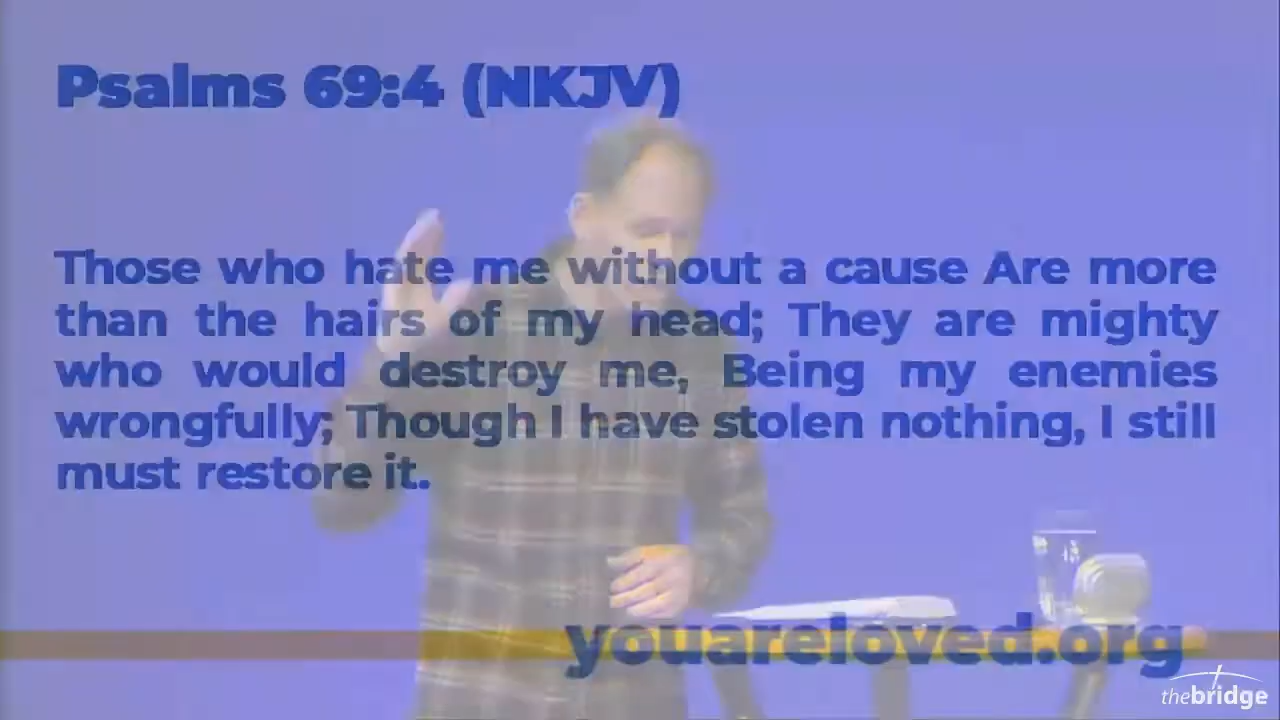 Psalms 69:4 (NKJV)
Those who hate me without a cause Are more
than the hairs of my head; They are mighty
who would destroy me, Being my enemies
wrongfully; Though I have stolen nothing, I still
must restore it.
youareloved.org
thebridge